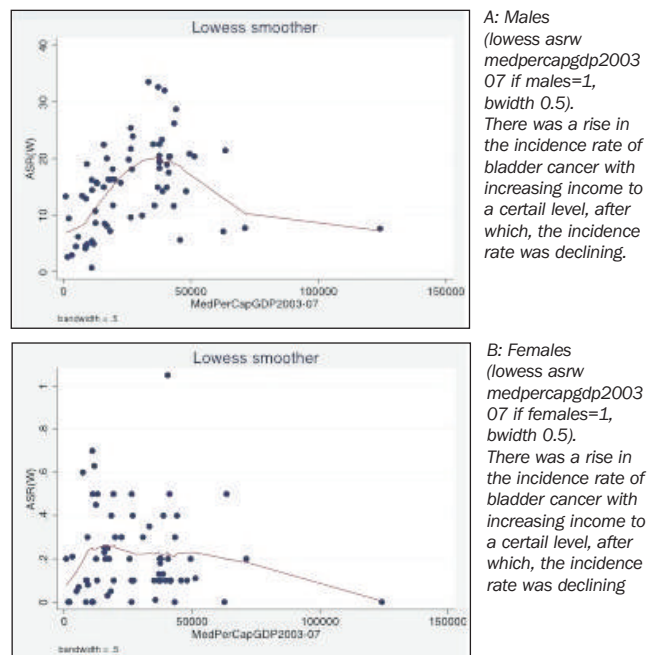 Lowess smoother
40
30
20
10
0
ASR(W)
0
50000
100000
150000
MedPerCapGDP2003-07
bandwidth = .5
A: Males
(lowess asrw
medpercapgdp2003
07 if males=1,
bwidth 0.5).
There was a rise in
the incidence rate of
bladder cancer with
increasing income to
a certail level, after
which, the incidence
rate was declining.
Lowess smoother
1
.8
.6
.4
.2
0
ASR(W)
0
50000
100000
150000
MedPerCapGDP2003-07
bandwidth = .5
B: Females
(lowess asrw
medpercapgdp2003
07 if females=1,
bwidth 0.5).
There was a rise in
the incidence rate of
bladder cancer with
increasing income to
a certail level, after
which, the incidence
rate was declining